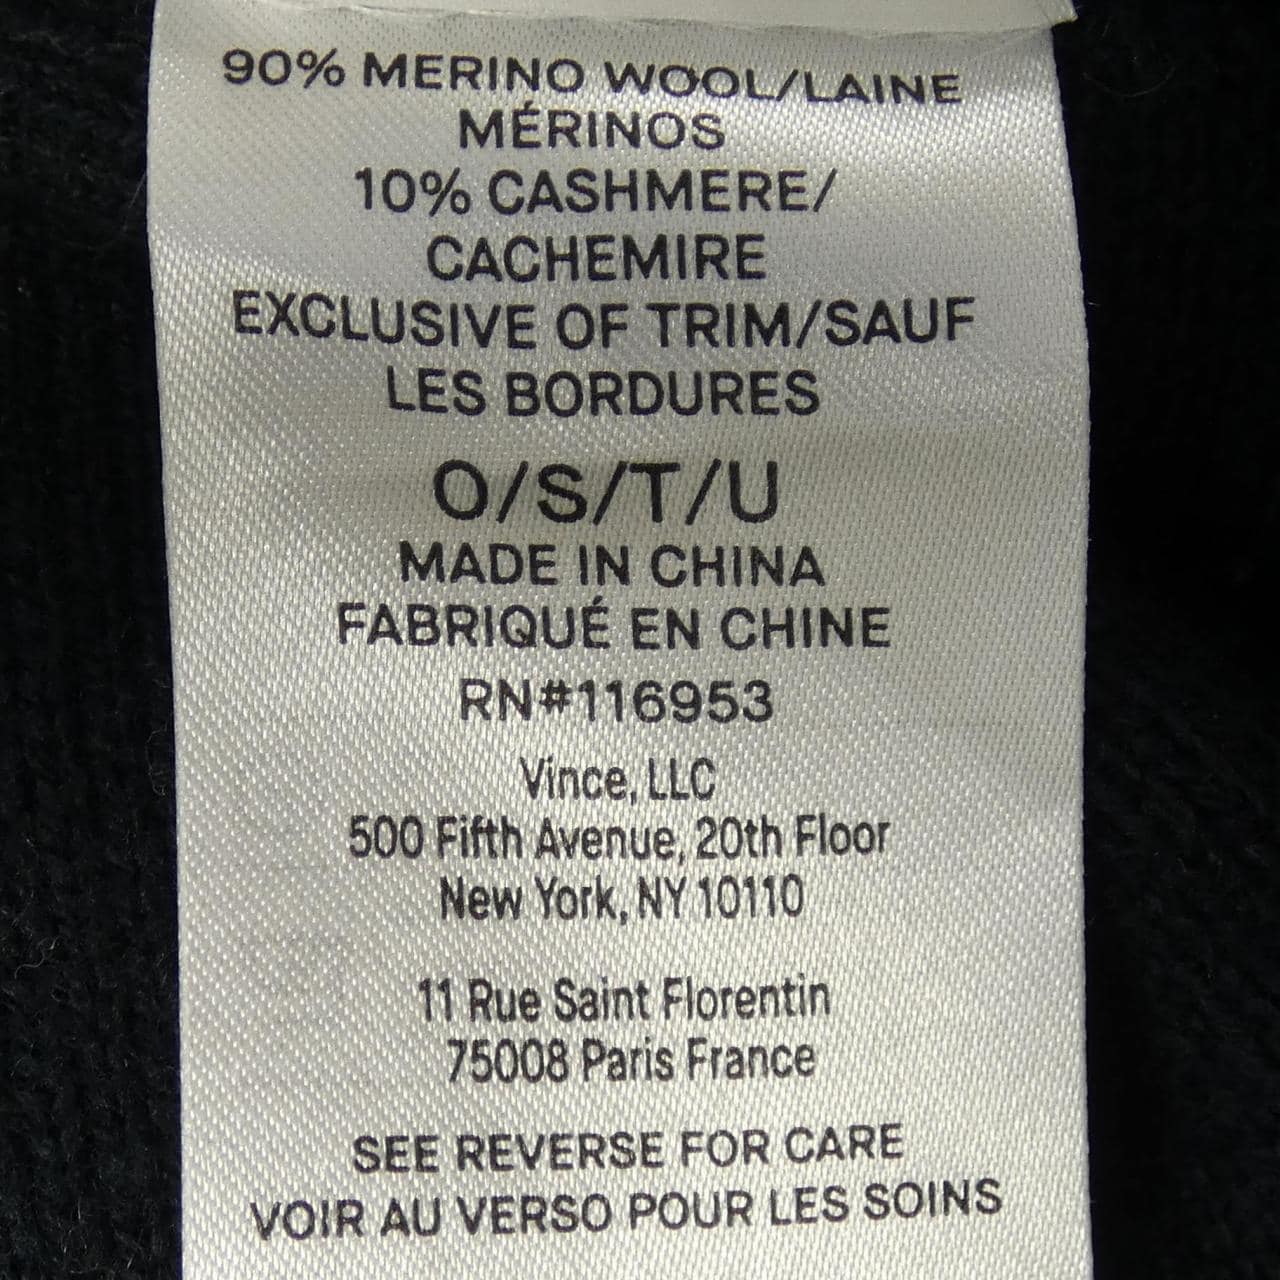 90% MERINO WOOL/LAINE
MÉRINOS
10% CASHMERE/
CACHEMIRE
EXCLUSIVE OF TRIM/SAUF
LES BORDURES
O/S/T/U
MADE IN CHINA
FABRIQUÉ EN CHINE
RN#116953
Vince, LLC
500 Fifth Avenue, 20th Floor
New York, NY 10110
11 Rue Saint Florentin
75008 Paris France
SEE REVERSE FOR CARE
VOIR AU VERSO POUR LES SOINS